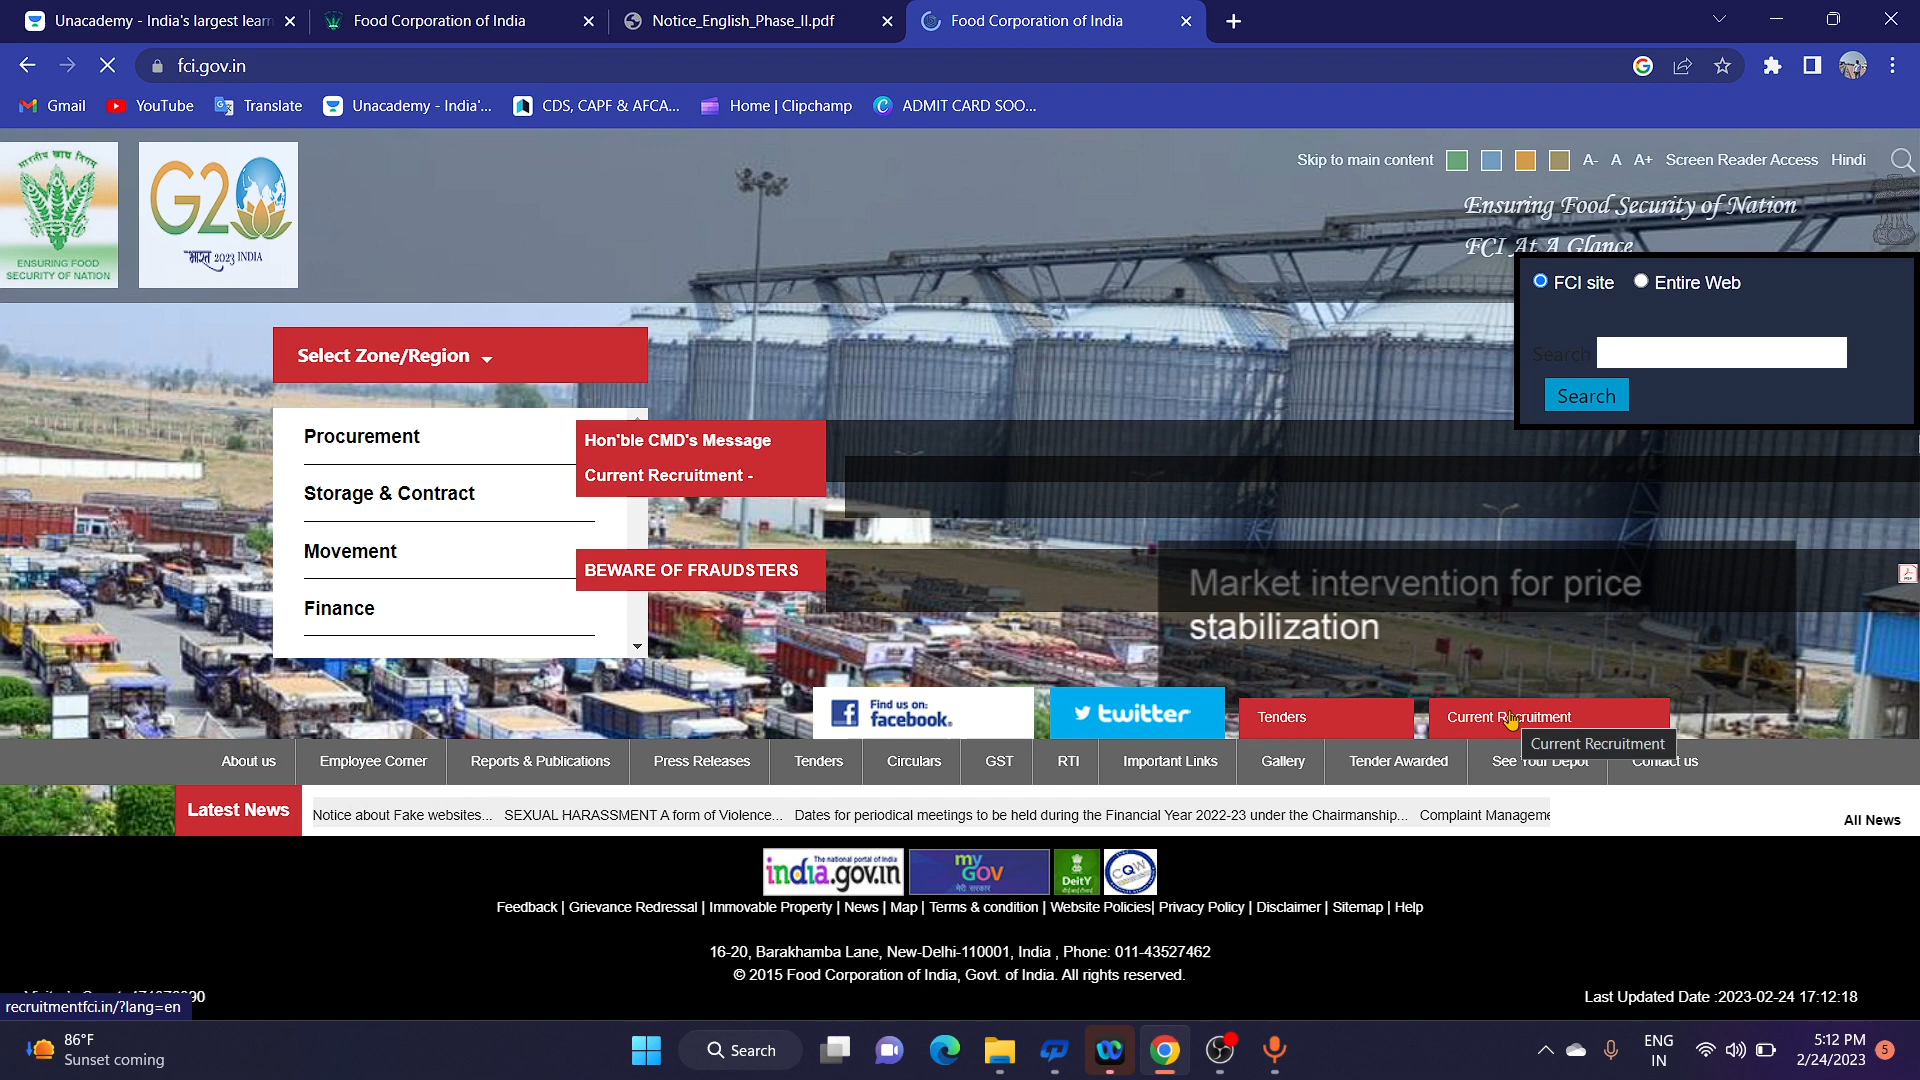 Unacademy - India's largest learn
Food Corporation of India
Notice_English_Phase_II.pdf
Food Corporation of India
fci.gov.in
Gmail
YouTube
Translate
Unacademy - India'...
CDS, CAPF & AFCA...
Home | Clipchamp
ADMIT CARD SOO...
भारतीय खाद्य निगम
ENSURING FOOD
SECURITY OF NATION
G20
भारत 2023 INDIA
Skip to main content
A- A A+ Screen Reader Access Hindi
Ensuring Food Security of Nation
FCI At A Glance
FCI site Entire Web
Search
Search
Select Zone/Region
Procurement
Storage & Contract
Movement
Finance
Hon'ble CMD's Message
Current Recruitment -
BEWARE OF FRAUDSTERS
Market intervention for price
stabilization
Find us on:
facebook.
twitter
Tenders
Current Recruitment
Current Recruitment
About us
Employee Corner
Reports & Publications
Press Releases
Tenders
Circulars
GST
RTI
Important Links
Gallery
Tender Awarded
See Your Depot
Contact us
Latest News
Notice about Fake websites... SEXUAL HARASSMENT A form of Violence... Dates for periodical meetings to be held during the Financial Year 2022-23 under the Chairmanship... Complaint Manageme
All News
The national portal of India
india.gov.in
my
GOV
मेरी सरकार
DeitY
CQW
Feedback | Grievance Redressal | Immovable Property | News | Map | Terms & condition | Website Policies| Privacy Policy | Disclaimer | Sitemap | Help
16-20, Barakhamba Lane, New-Delhi-110001, India , Phone: 011-43527462
© 2015 Food Corporation of India, Govt. of India. All rights reserved.
Last Updated Date :2023-02-24 17:12:18
recruitmentfci.in/?lang=en
86°F
Sunset coming
Search
ENG
IN
5:12 PM
2/24/2023
5